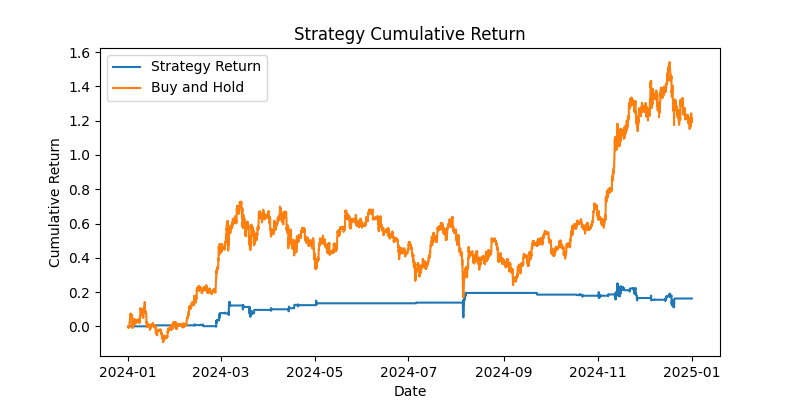 Strategy Cumulative Return
Strategy Return
Buy and Hold
Cumulative Return
1.6
1.4
1.2
1.0
0.8
0.6
0.4
0.2
0.0
2024-01 2024-03 2024-05 2024-07 2024-09 2024-11 2025-01
Date